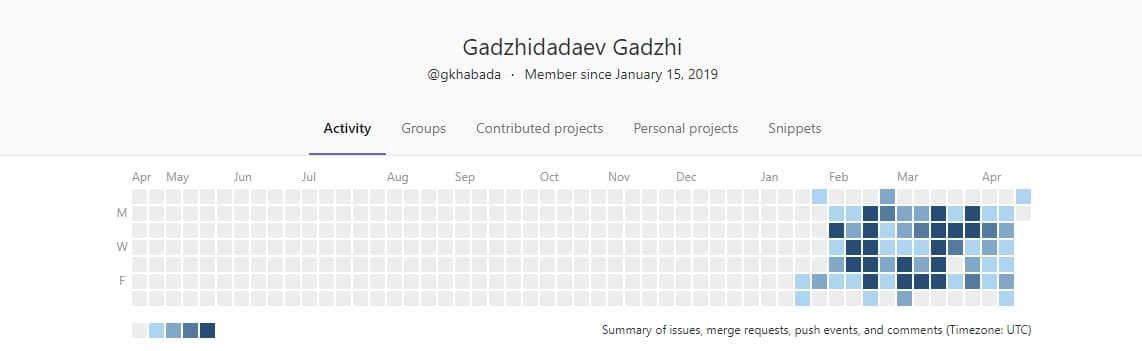 Gadzhidadaev Gadzhi
@gkhabada · Member since January 15, 2019
Activity Groups Contributed projects Personal projects Snippets
Apr May Jun Jul Aug Sep Oct Nov Dec Jan Feb Mar Apr
M
W
F
Summary of issues, merge requests, push events, and comments (Timezone: UTC)